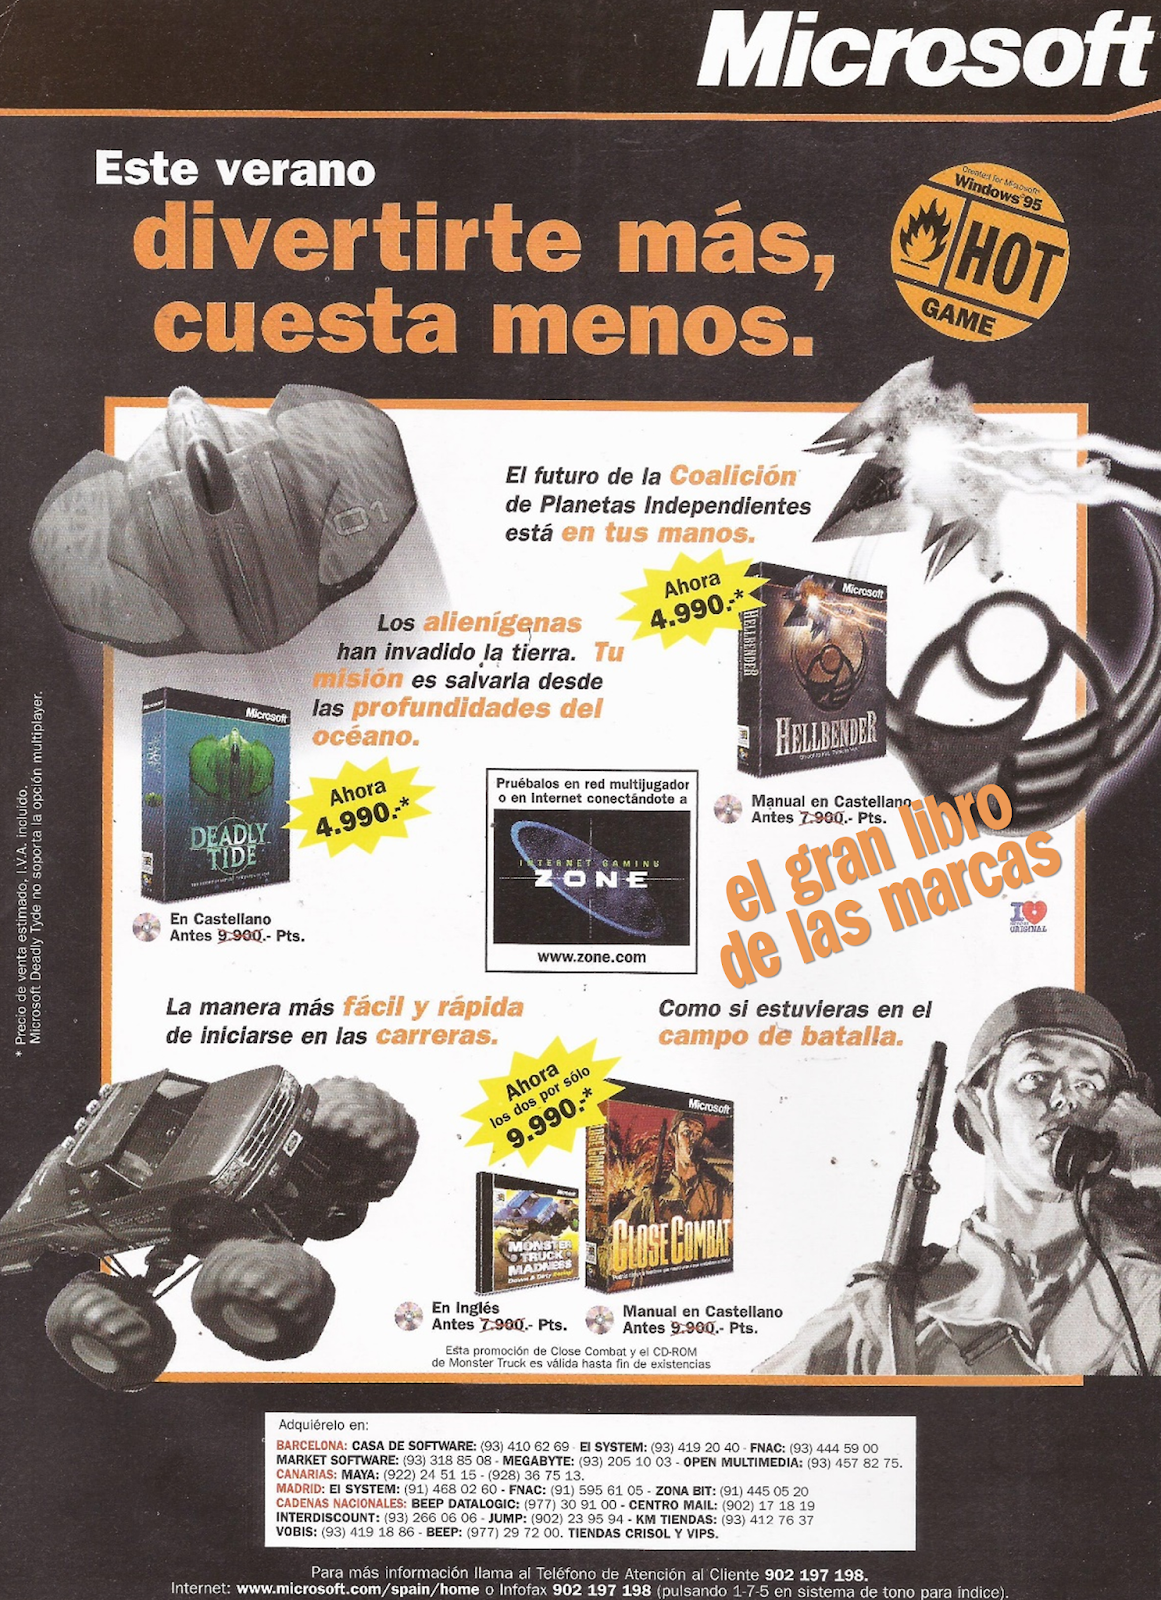 Microsoft
Este verano
divertirte más,
cuesta menos.
Created for Microsoft
Windows 95
HOT
GAME
01
El futuro de la Coalición
de Planetas Independientes
está en tus manos.
Ahora
4.990.-*
Microsoft
HELLBENDER
HELLBENDER
Manual en Castellano
Antes 7.900.- Pts.
Los alienígenas
han invadido la tierra. Tu
misión es salvarla desde
las profundidades del
océano.
Microsoft
DEADLY
TIDE
Ahora
4.990.-*
En Castellano
Antes 9.900.- Pts.
Pruébalos en red multijugador
o en Internet conectándote a
INTERNET GAMING
ZONE
www.zone.com
el gran libro
de las marcas
ORIGINAL
* Precio de venta estimado, I.V.A. incluido.
Microsoft Deadly Tyde no soporta la opción multiplayer.
La manera más fácil y rápida
de iniciarse en las carreras.
Como si estuvieras en el
campo de batalla.
Ahora
los dos por sólo
9.990.-*
MONSTER
TRUCK
MADNESS
Microsoft
CLOSE COMBAT
CLOSE COMBAT
En Inglés
Antes 7.900.- Pts.
Manual en Castellano
Antes 9.900.- Pts.
Esta promoción de Close Combat y el CD-ROM
de Monster Truck es válida hasta fin de existencias
Adquiérelo en:
BARCELONA: CASA DE SOFTWARE: (93) 410 62 69 - EI SYSTEM: (93) 419 20 40 - FNAC: (93) 444 59 00
MARKET SOFTWARE: (93) 318 85 08 - MEGABYTE: (93) 205 10 03 - OPEN MULTIMEDIA: (93) 457 82 75.
CANARIAS: MAYA: (922) 24 51 15 - (928) 36 75 13.
MADRID: EI SYSTEM: (91) 468 02 60 - FNAC: (91) 595 61 05 - ZONA BIT: (91) 445 05 20
CADENAS NACIONALES: BEEP DATALOGIC: (977) 30 91 00 - CENTRO MAIL: (902) 17 18 19
INTERDISCOUNT: (93) 266 06 06 - JUMP: (902) 23 95 94 - KM TIENDAS: (93) 412 76 37
VOBIS: (93) 419 18 86 - BEEP: (977) 29 72 00. TIENDAS CRISOL Y VIPS.
Para más información llama al Teléfono de Atención al Cliente 902 197 198.
Internet: www.microsoft.com/spain/home o Infofax 902 197 198 (pulsando 1-7-5 en sistema de tono para índice).